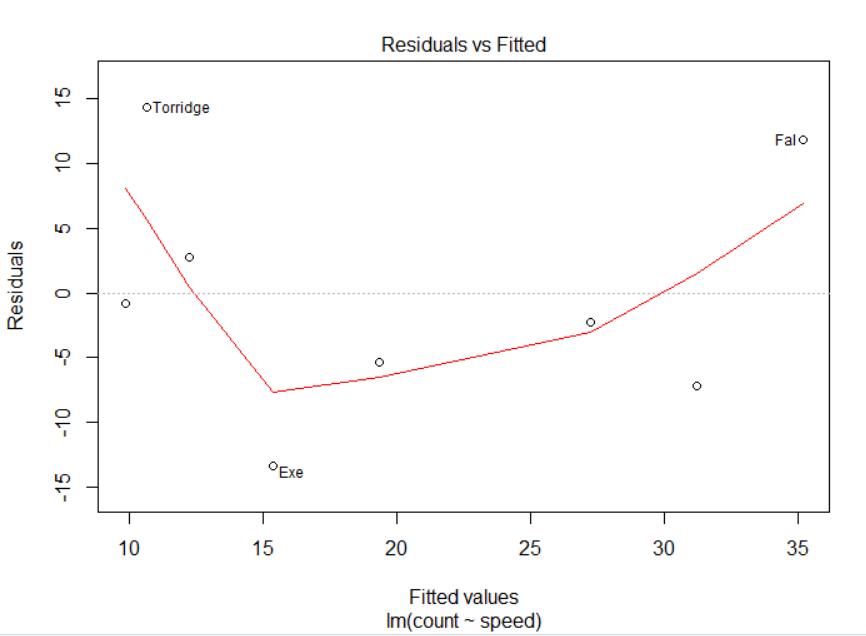 Residuals vs Fitted
Residuals
15
10
5
0
-5
-10
-15
Torridge
Fal
Exe
10 15 20 25 30 35
Fitted values
lm(count ~ speed)